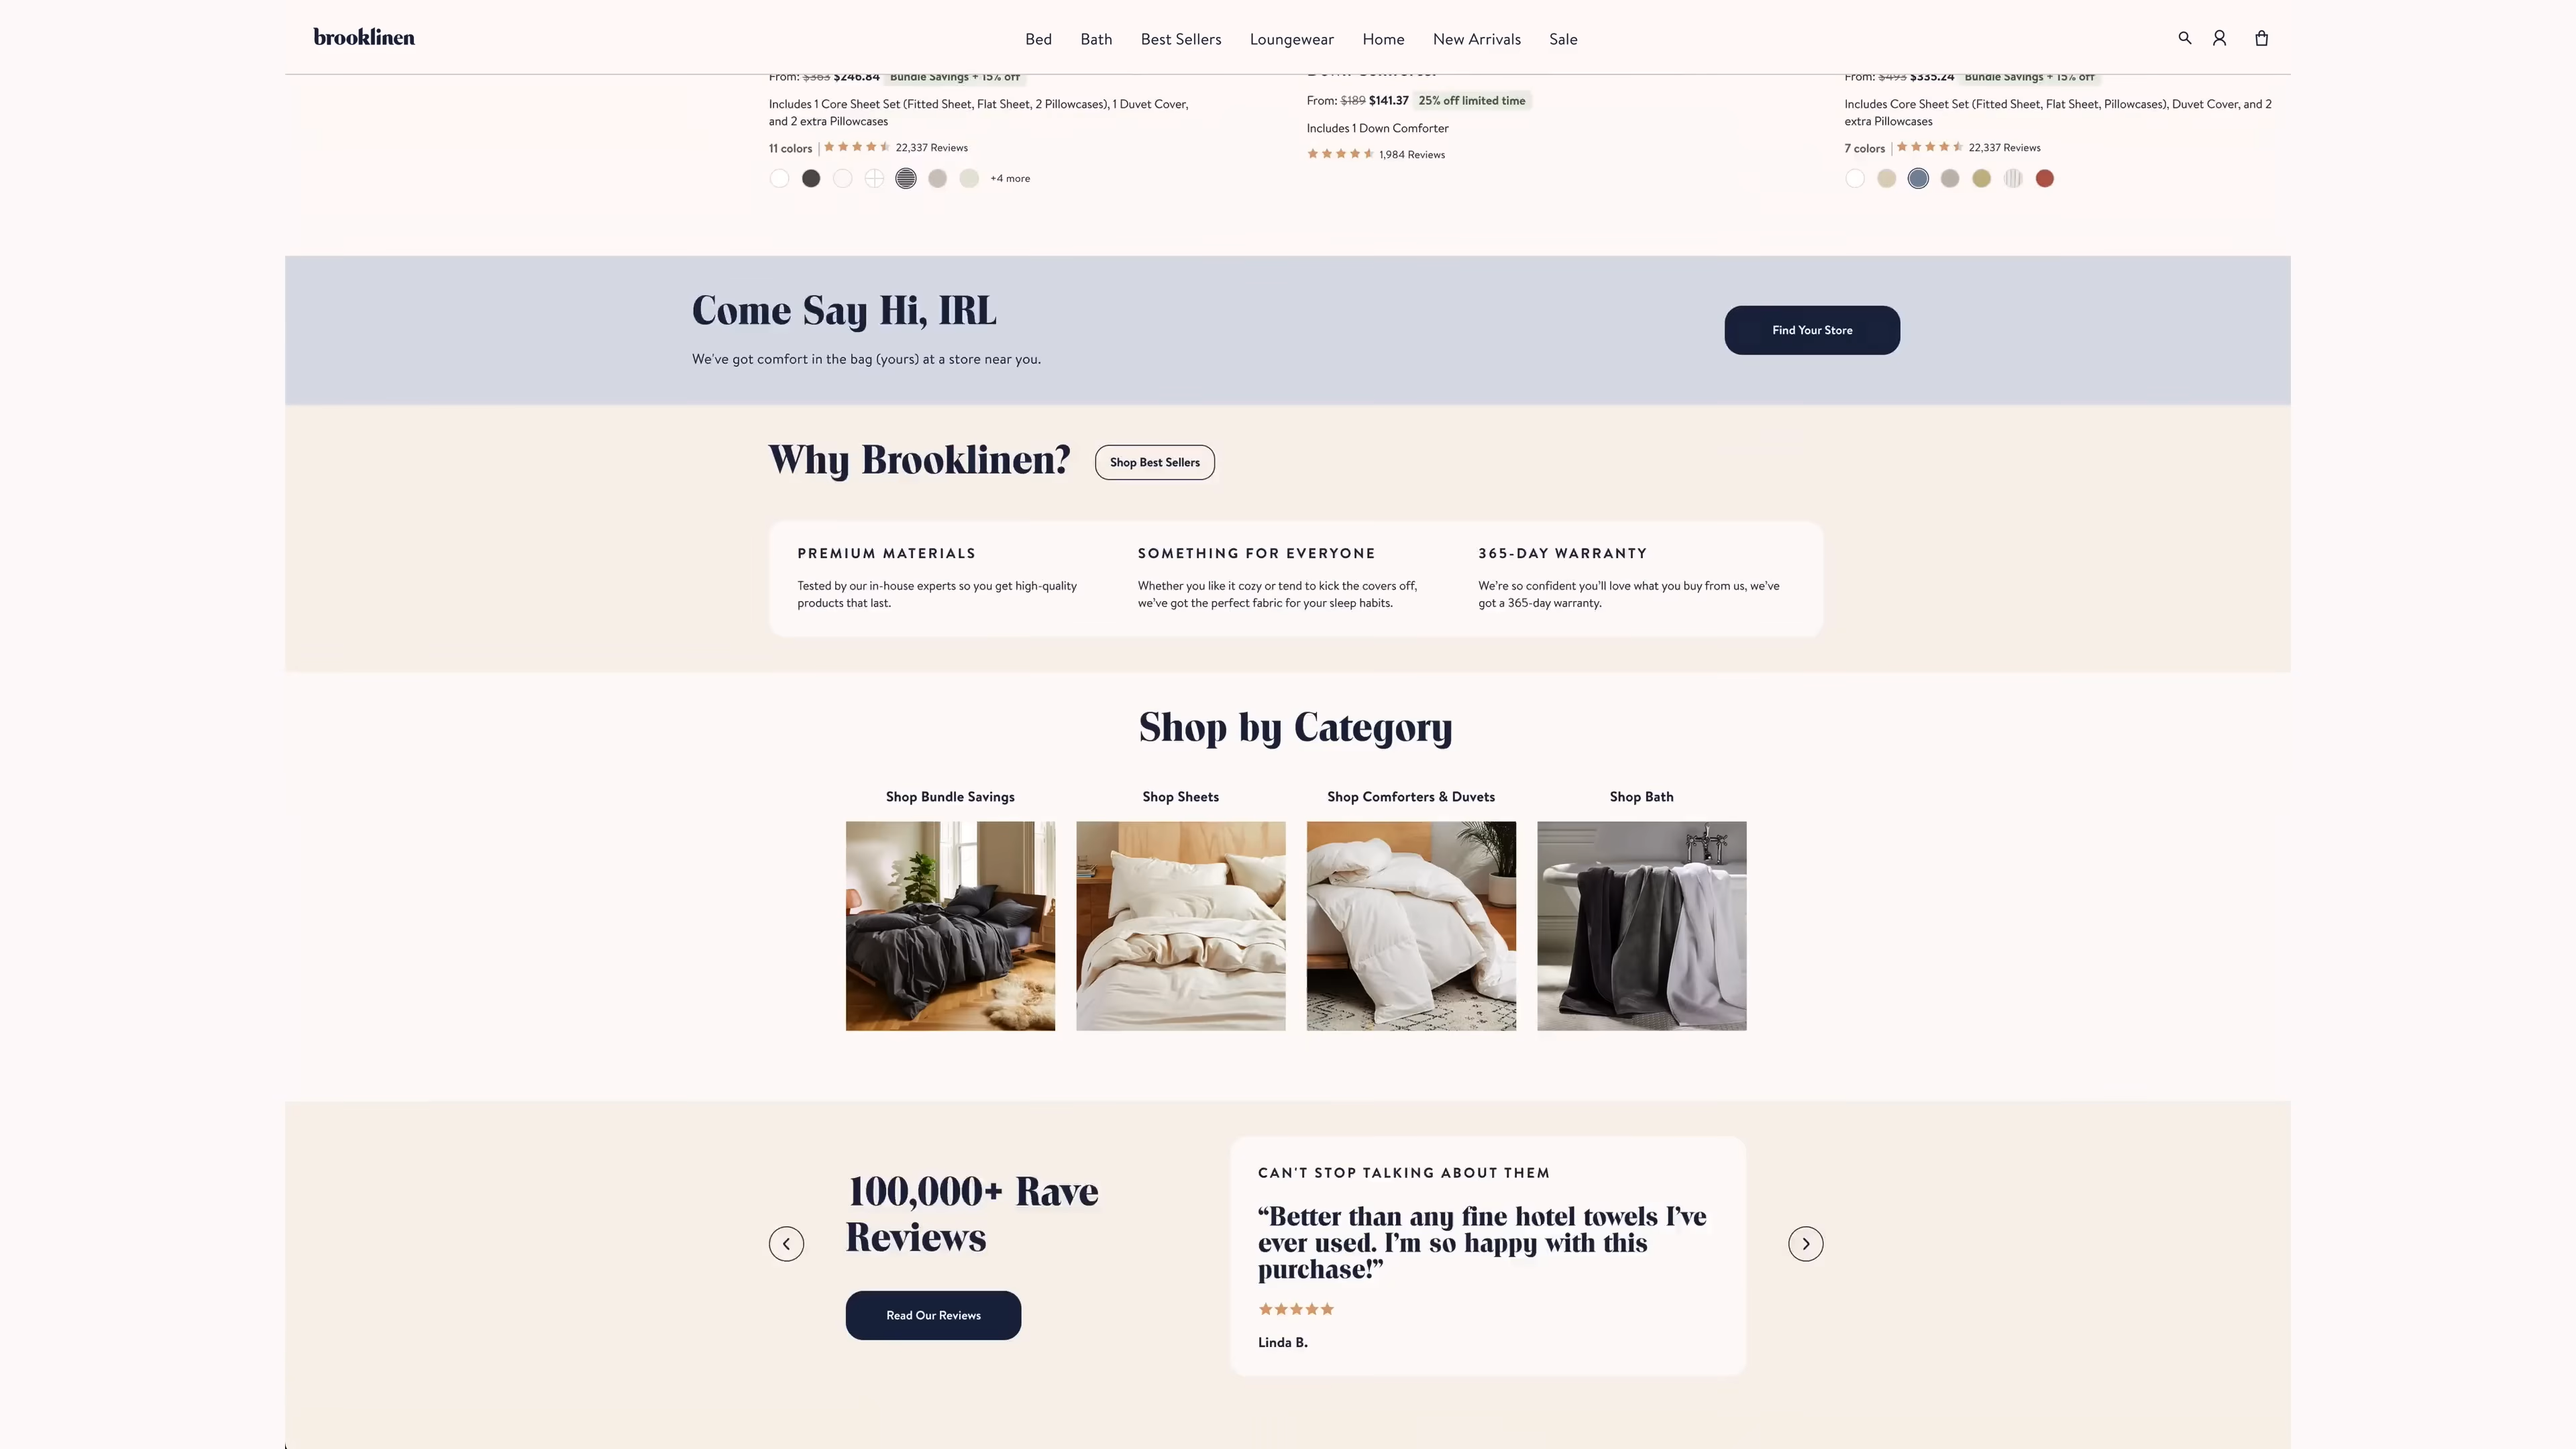 brooklinen
Bed
Bath
Best Sellers
Loungewear
Home
New Arrivals
Sale
From: $363 $246.84 Bundle Savings + 15% off
Includes 1 Core Sheet Set (Fitted Sheet, Flat Sheet, 2 Pillowcases), 1 Duvet Cover,
and 2 extra Pillowcases
11 colors
22,337 Reviews
+4 more
Down Comforter
From: $189 $141.37 25% off limited time
Includes 1 Down Comforter
1,984 Reviews
From: $493 $335.24 Bundle Savings + 15% off
Includes Core Sheet Set (Fitted Sheet, Flat Sheet, Pillowcases), Duvet Cover, and 2
extra Pillowcases
7 colors
22,337 Reviews
Come Say Hi, IRL
We've got comfort in the bag (yours) at a store near you.
Find Your Store
Why Brooklinen?
Shop Best Sellers
PREMIUM MATERIALS
Tested by our in-house experts so you get high-quality
products that last.
SOMETHING FOR EVERYONE
Whether you like it cozy or tend to kick the covers off,
we've got the perfect fabric for your sleep habits.
365-DAY WARRANTY
We're so confident you'll love what you buy from us, we've
got a 365-day warranty.
Shop by Category
Shop Bundle Savings
Shop Sheets
Shop Comforters & Duvets
Shop Bath
100,000+ Rave
Reviews
Read Our Reviews
CAN'T STOP TALKING ABOUT THEM
“Better than any fine hotel towels I’ve
ever used. I’m so happy with this
purchase!”
Linda B.